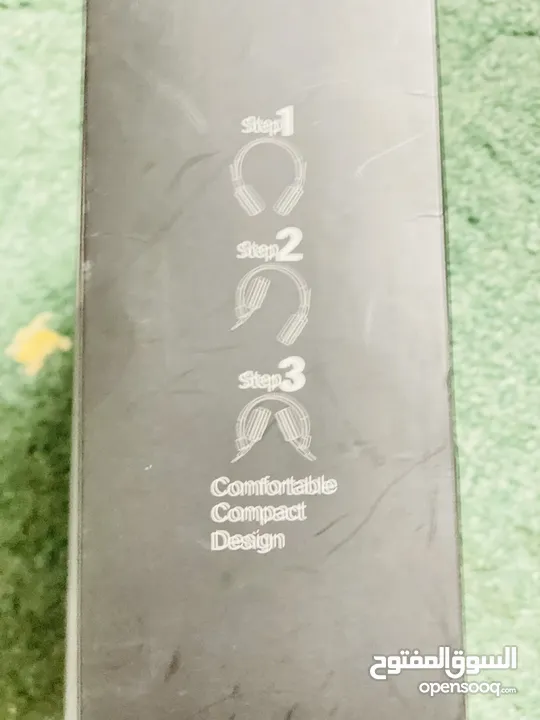 Step1
Step2
Step3
Comfortable
Compact
Design
السوق المفتوح
opensooq.com